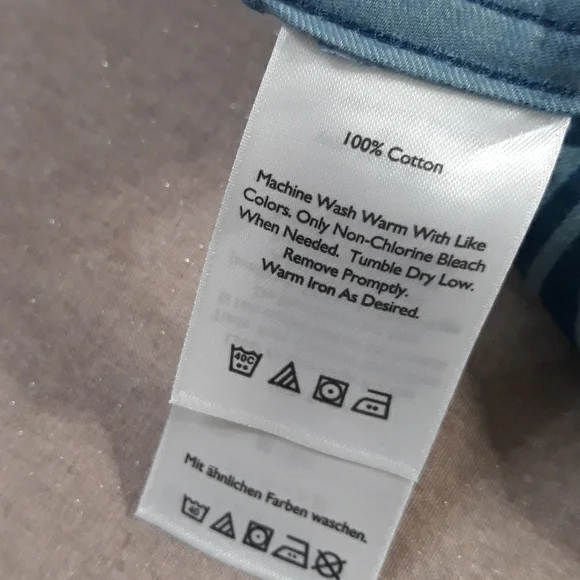 100% Cotton
Machine Wash Warm With Like
Colors. Only Non-Chlorine Bleach
When Needed. Tumble Dry Low.
Remove Promptly.
Warm Iron As Desired.
40C
Mit ähnlichen Farben waschen.
40